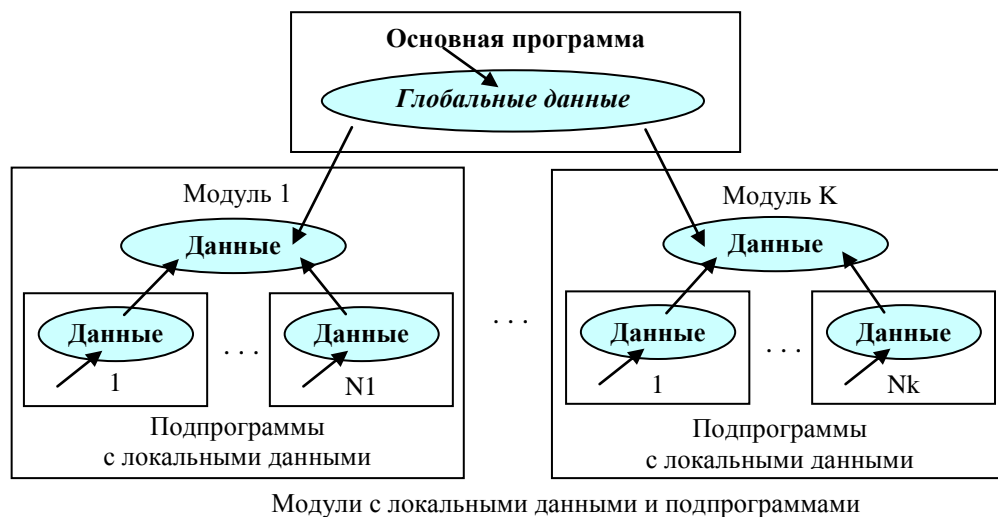 Основная программа
Глобальные данные
Модуль 1
Данные
Данные
. . .
Данные
1
N1
Подпрограммы
с локальными данными
. . .
Модуль K
Данные
Данные
. . .
Данные
1
Nk
Подпрограммы
с локальными данными
Модули с локальными данными и подпрограммами